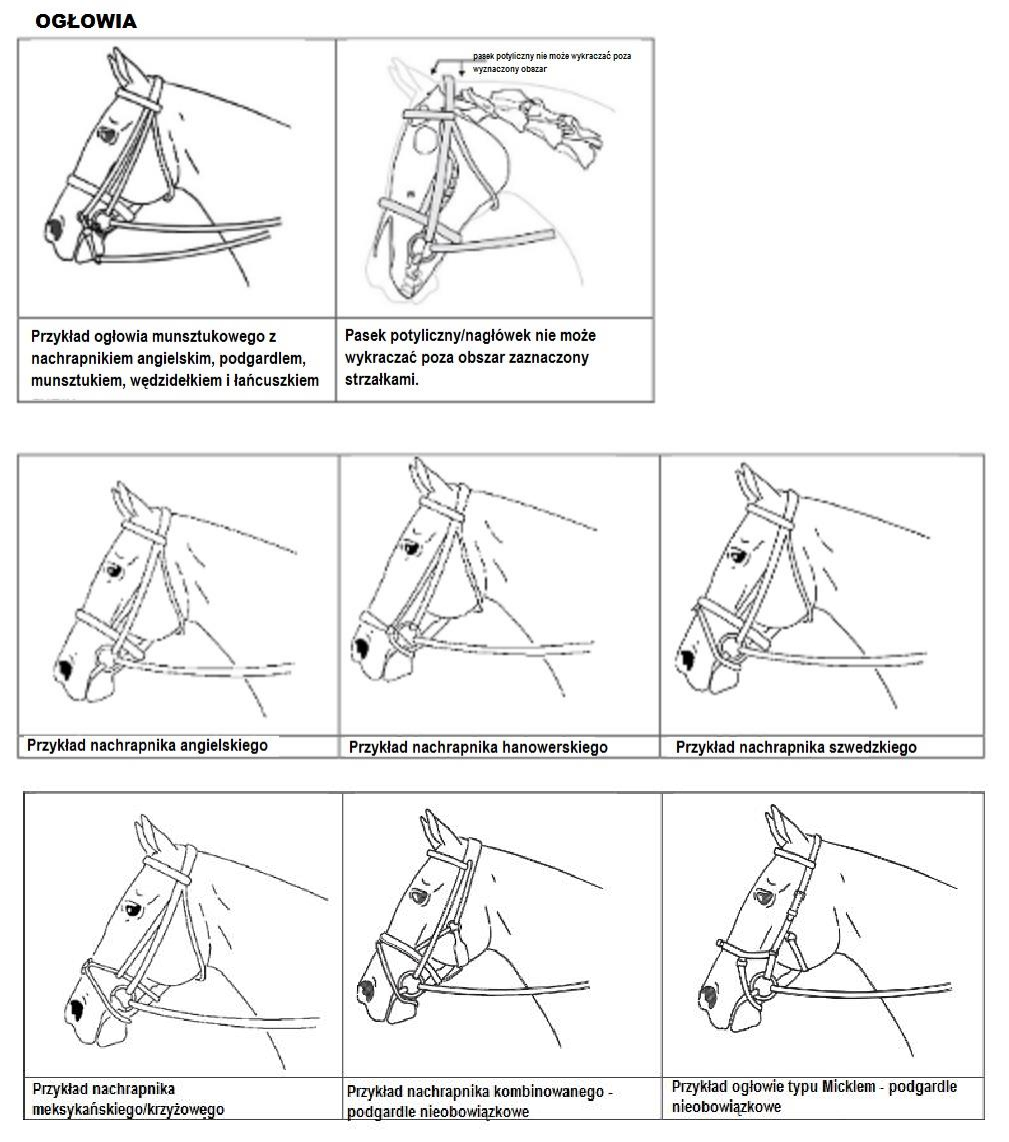 OGŁOWIA
pasek potyliczny nie może wykraczać poza
wyznaczony obszar
Przykład ogłowia munsztukowego z
nachrapnikiem angielskim, podgardlem,
munsztukiem, wędzidełkiem i łańcuszkiem
Pasek potyliczny/nagłówek nie może
wykraczać poza obszar zaznaczony
strzałkami.
Przykład nachrapnika angielskiego
Przykład nachrapnika hanowerskiego
Przykład nachrapnika szwedzkiego
Przykład nachrapnika
meksykańskiego/krzyżowego
Przykład nachrapnika kombinowanego -
podgardle nieobowiązkowe
Przykład ogłowie typu Micklem - podgardle
nieobowiązkowe